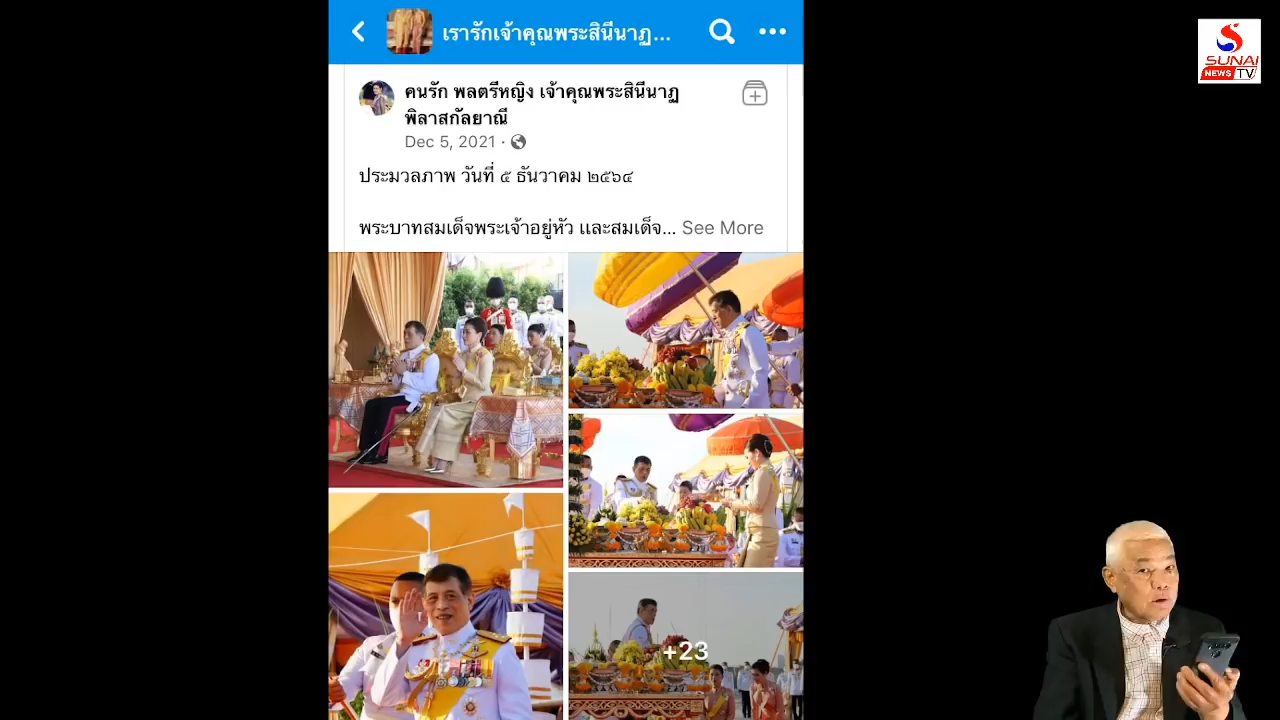 เรารักเจ้าคุณพระสินีนาฏ...
SUNAI
NEWS TV
คนรัก พลตรีหญิง เจ้าคุณพระสินีนาฏ
พิลาสกัลยาณี
Dec 5, 2021 ·
ประมวลภาพ วันที่ ๕ ธันวาคม ๒๕๖๔
พระบาทสมเด็จพระเจ้าอยู่หัว และสมเด็จ... See More
+23